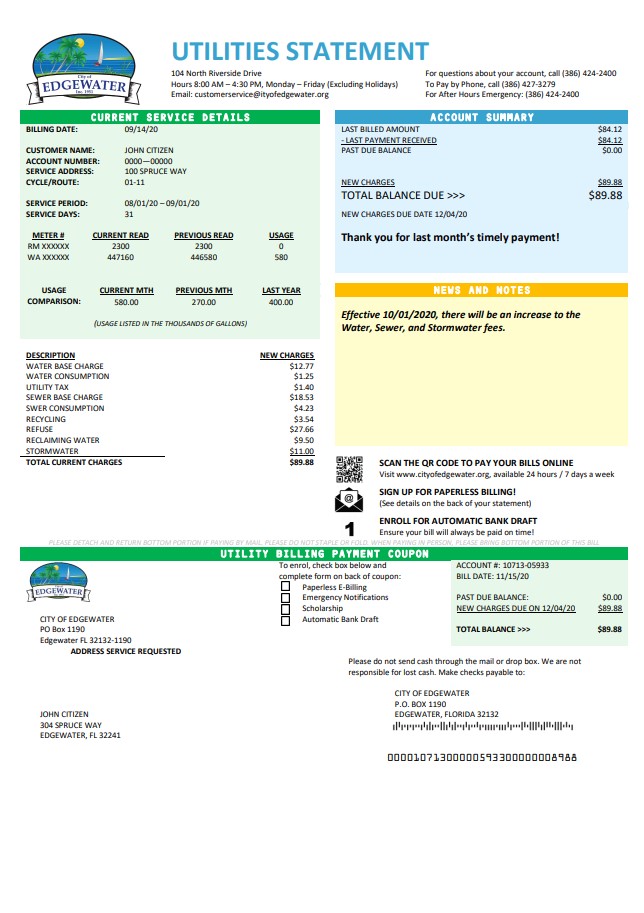 City of
EDGEWATER
Inc. 1951
UTILITIES STATEMENT
104 North Riverside Drive
Hours 8:00 AM – 4:30 PM, Monday – Friday (Excluding Holidays)
Email: customerservice@cityofedgewater.org
For questions about your account, call (386) 424-2400
To Pay by Phone, call (386) 427-3279
For After Hours Emergency: (386) 424-2400
CURRENT SERVICE DETAILS
BILLING DATE: 09/14/20
CUSTOMER NAME: JOHN CITIZEN
ACCOUNT NUMBER: 0000—00000
SERVICE ADDRESS: 100 SPRUCE WAY
CYCLE/ROUTE: 01-11
SERVICE PERIOD: 08/01/20 – 09/01/20
SERVICE DAYS: 31
METER # CURRENT READ PREVIOUS READ USAGE
RM XXXXXX 2300 2300 0
WA XXXXXX 447160 446580 580
USAGE CURRENT MTH PREVIOUS MTH LAST YEAR
COMPARISON: 580.00 270.00 400.00
(USAGE LISTED IN THE THOUSANDS OF GALLONS)
DESCRIPTION NEW CHARGES
WATER BASE CHARGE $12.77
WATER CONSUMPTION $1.25
UTILITY TAX $1.40
SEWER BASE CHARGE $18.53
SWER CONSUMPTION $4.23
RECYCLING $3.54
REFUSE $27.66
RECLAIMING WATER $9.50
STORMWATER $11.00
TOTAL CURRENT CHARGES $89.88
ACCOUNT SUMMARY
LAST BILLED AMOUNT $84.12
- LAST PAYMENT RECEIVED $84.12
PAST DUE BALANCE $0.00
NEW CHARGES $89.88
TOTAL BALANCE DUE >>> $89.88
NEW CHARGES DUE DATE 12/04/20
Thank you for last month's timely payment!
NEWS AND NOTES
Effective 10/01/2020, there will be an increase to the
Water, Sewer, and Stormwater fees.
SCAN THE QR CODE TO PAY YOUR BILLS ONLINE
Visit www.cityofedgewater.org, available 24 hours / 7 days a week
SIGN UP FOR PAPERLESS BILLING!
(See details on the back of your statement)
1 ENROLL FOR AUTOMATIC BANK DRAFT
Ensure your bill will always be paid on time!
PLEASE DETACH AND RETURN BOTTOM PORTION IF PAYING BY MAIL. PLEASE DO NOT STAPLE OR FOLD. WHEN PAYING IN PERSON, PLEASE BRING BOTTOM PORTION OF THIS BILL
UTILITY BILLING PAYMENT COUPON
City of
EDGEWATER
CITY OF EDGEWATER
PO Box 1190
Edgewater FL 32132-1190
ADDRESS SERVICE REQUESTED
To enrol, check box below and
complete form on back of coupon:
Paperless E-Billing
Emergency Notifications
Scholarship
Automatic Bank Draft
ACCOUNT #: 10713-05933
BILL DATE: 11/15/20
PAST DUE BALANCE: $0.00
NEW CHARGES DUE ON 12/04/20 $89.88
TOTAL BALANCE >>> $89.88
Please do not send cash through the mail or drop box. We are not
responsible for lost cash. Make checks payable to:
CITY OF EDGEWATER
P.O. BOX 1190
EDGEWATER, FLORIDA 32132
JOHN CITIZEN
304 SPRUCE WAY
EDGEWATER, FL 32241
00001071300000593300000008988